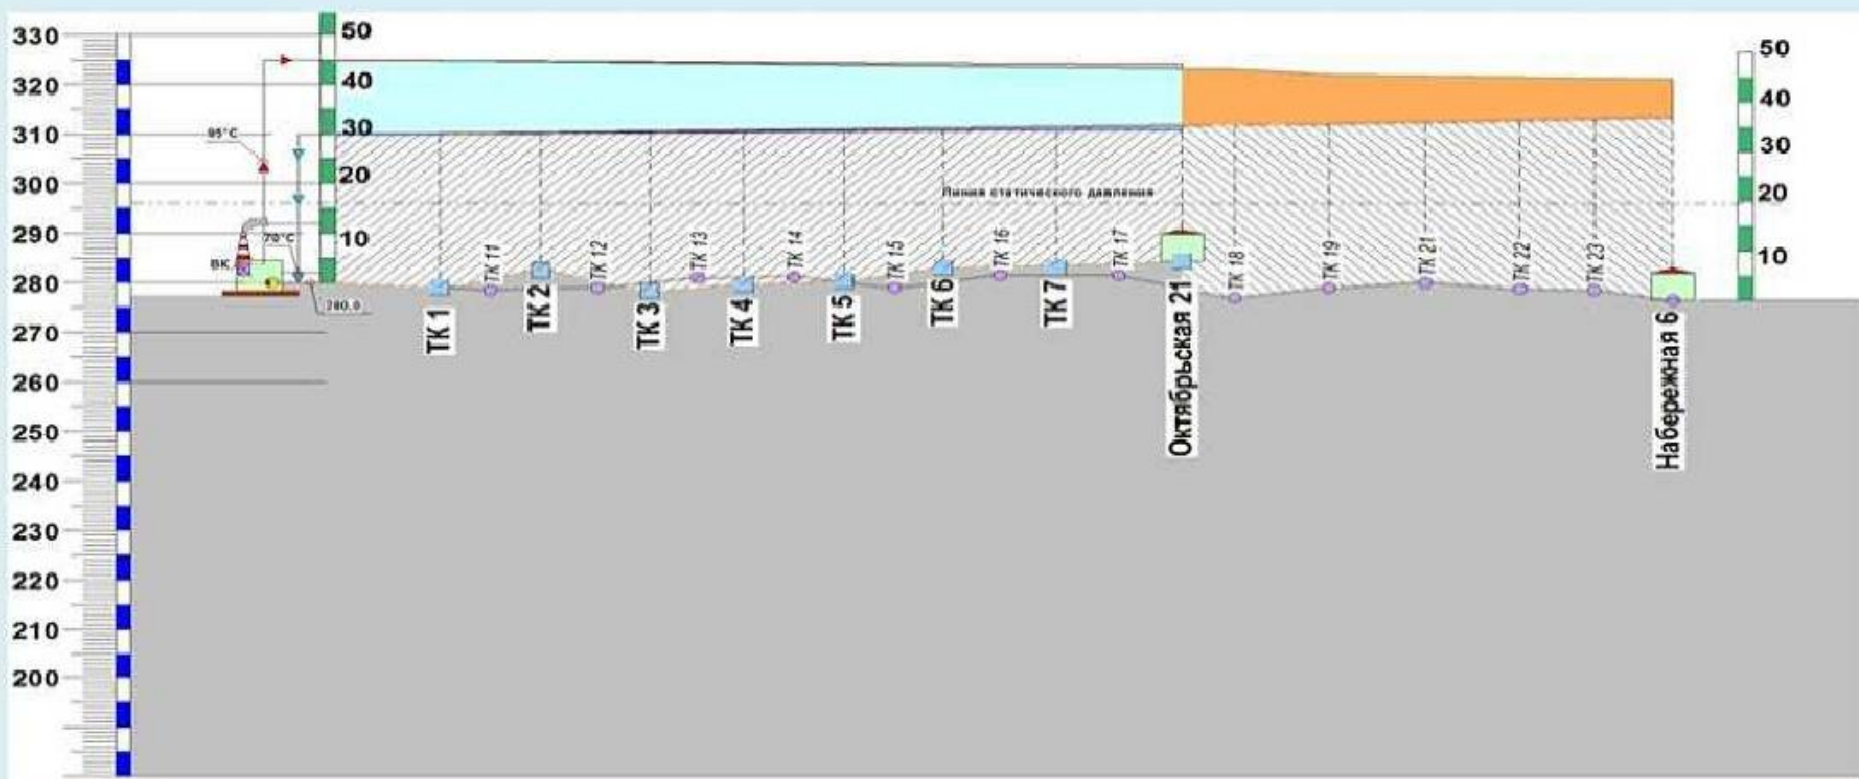 330
320
310
300
290
280
270
260
250
240
230
220
210
200
50
40
30
20
10
95°C
70°C
ВК
280.0
Линия статического давления
ТК 1
ТК 11
ТК 2
ТК 12
ТК 3
ТК 13
ТК 4
ТК 14
ТК 5
ТК 15
ТК 6
ТК 16
ТК 7
ТК 17
Октябрьская 21
ТК 18
ТК 19
ТК 21
ТК 22
ТК 23
Набережная 6
50
40
30
20
10